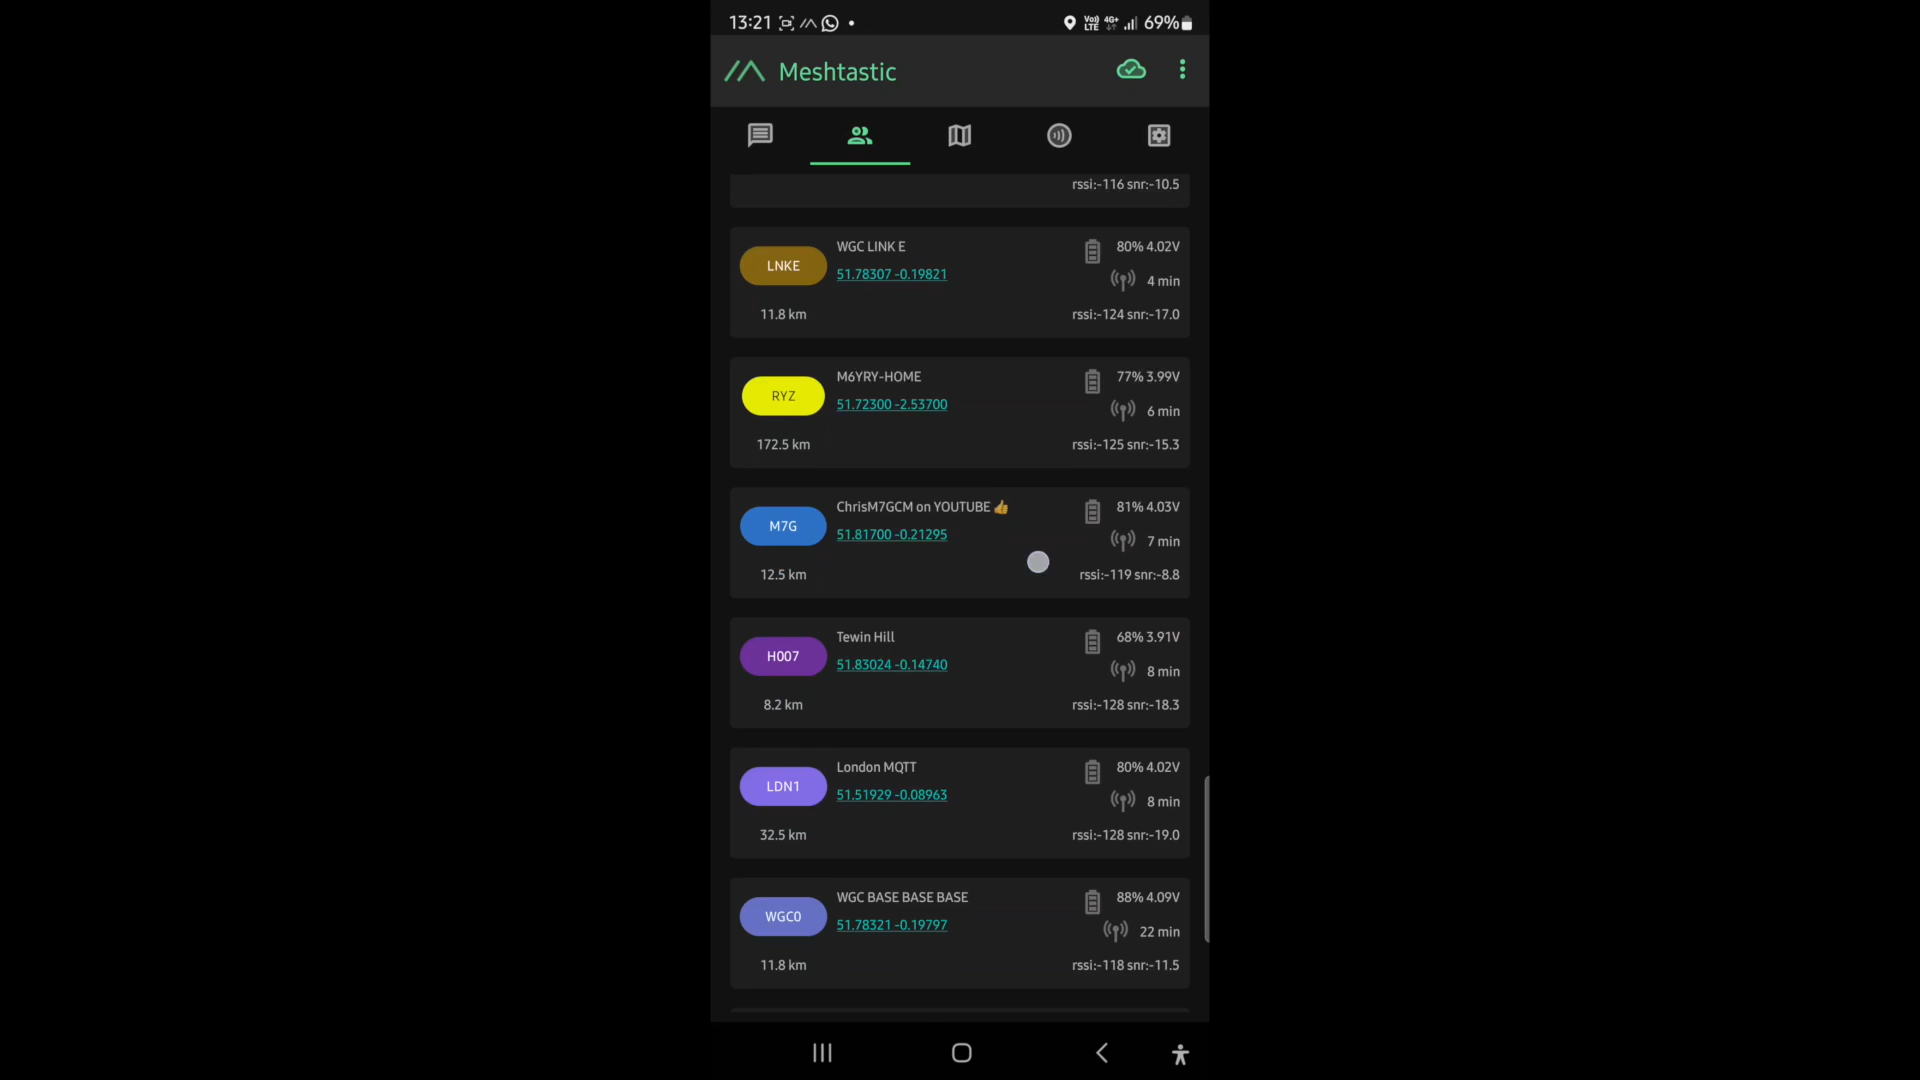 13:21
VoLTE 4G+ 69%
Meshtastic
rssi:-116 snr:-10.5
LNKE
WGC LINK E
51.78307 -0.19821
80% 4.02V
4 min
11.8 km
rssi:-124 snr:-17.0
RYZ
M6YRY-HOME
51.72300 -2.53700
77% 3.99V
6 min
172.5 km
rssi:-125 snr:-15.3
M7G
ChrisM7GCM on YOUTUBE 👍
51.81700 -0.21295
81% 4.03V
7 min
12.5 km
rssi:-119 snr:-8.8
H007
Tewin Hill
51.83024 -0.14740
68% 3.91V
8 min
8.2 km
rssi:-128 snr:-18.3
LDN1
London MQTT
51.51929 -0.08963
80% 4.02V
8 min
32.5 km
rssi:-128 snr:-19.0
WGC0
WGC BASE BASE BASE
51.78321 -0.19797
88% 4.09V
22 min
11.8 km
rssi:-118 snr:-11.5